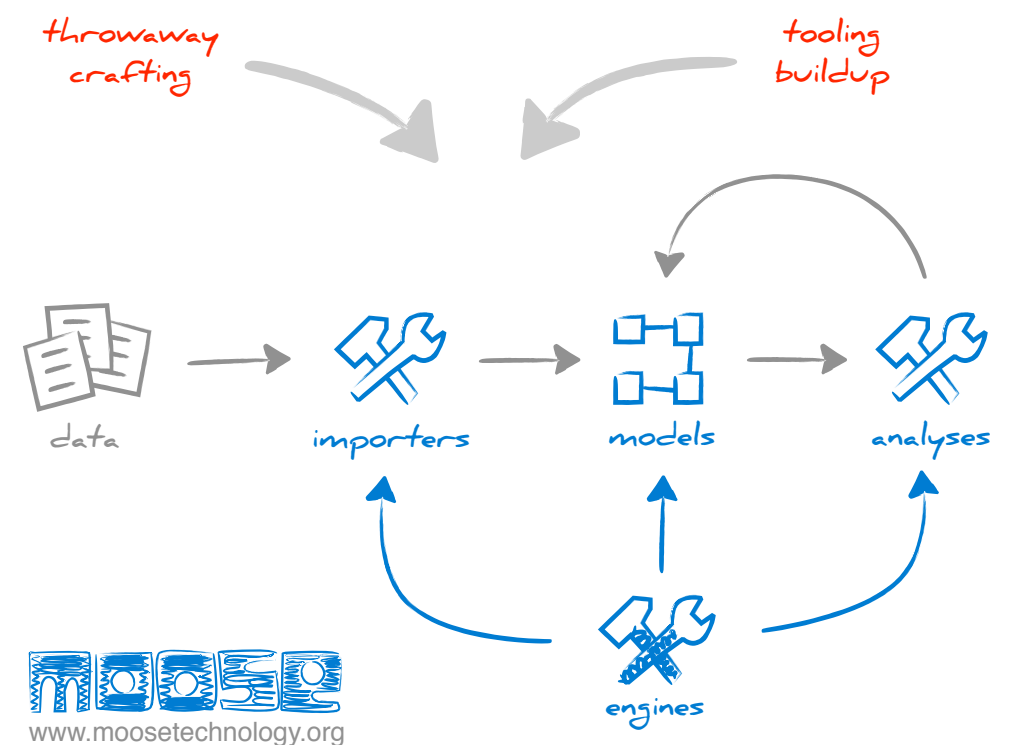 throwaway
crafting
tooling
buildup
data
importers
models
analyses
engines
moose
www.moosetechnology.org